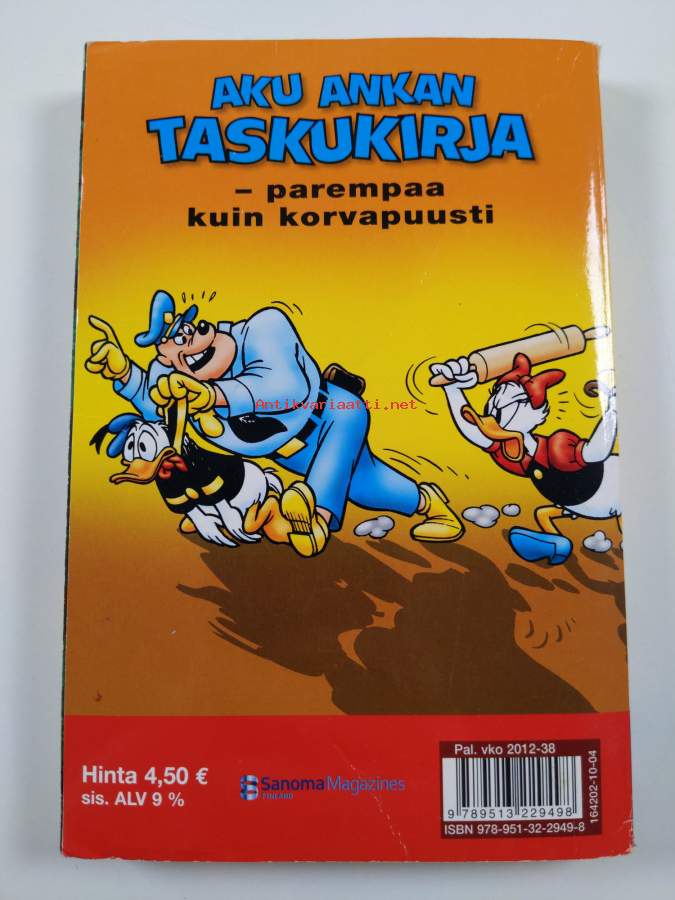 AKU ANKAN
TASKUKIRJA
– parempaa
kuin korvapuusti
Antikvariaatti.net
Hinta 4,50 €
sis. ALV 9 %
SanomaMagazines
FINLAND
Pal. vko 2012-38
9 789513 229498
ISBN 978-951-32-2949-8
164202-10-04